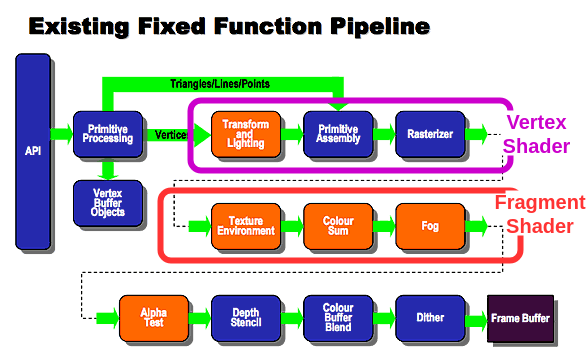 Existing Fixed Function Pipeline
Triangles/Lines/Points
API
Primitive
Processing
Vertices
Transform
and
Lighting
Primitive
Assembly
Rasterizer
Vertex
Shader
Vertex
Buffer
Objects
Texture
Environment
Colour
Sum
Fog
Fragment
Shader
Alpha
Test
Depth
Stencil
Colour
Buffer
Blend
Dither
Frame Buffer